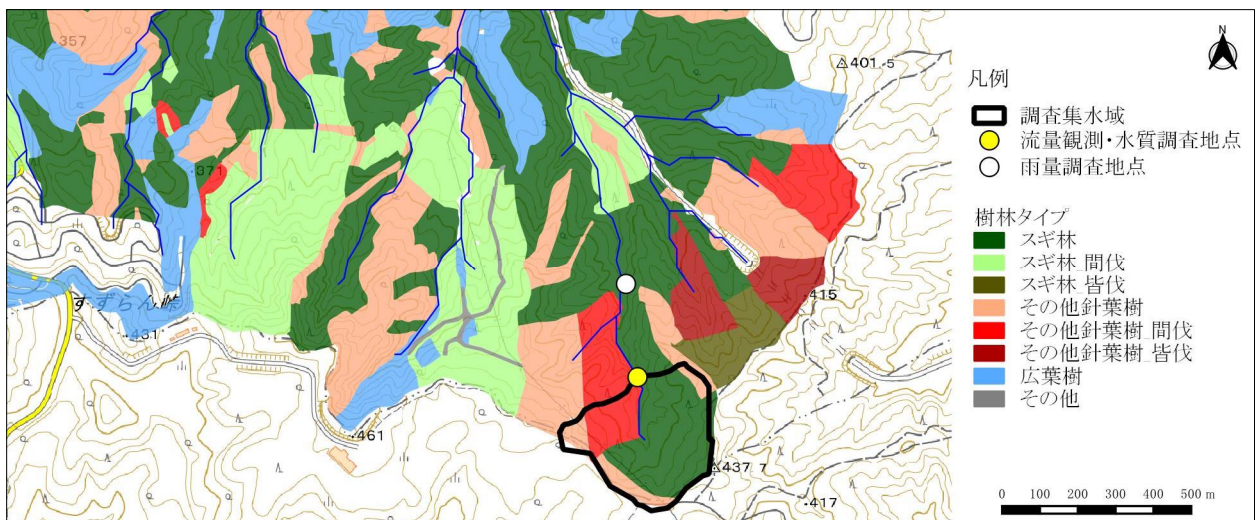 357
401.5
371
すずらん峠
431
461
415
437.7
417
N
凡例
調査集水域
流量観測・水質調査地点
雨量調査地点
樹林タイプ
スギ林
スギ林_間伐
スギ林_皆伐
その他針葉樹
その他針葉樹_間伐
その他針葉樹_皆伐
広葉樹
その他
0 100 200 300 400 500 m